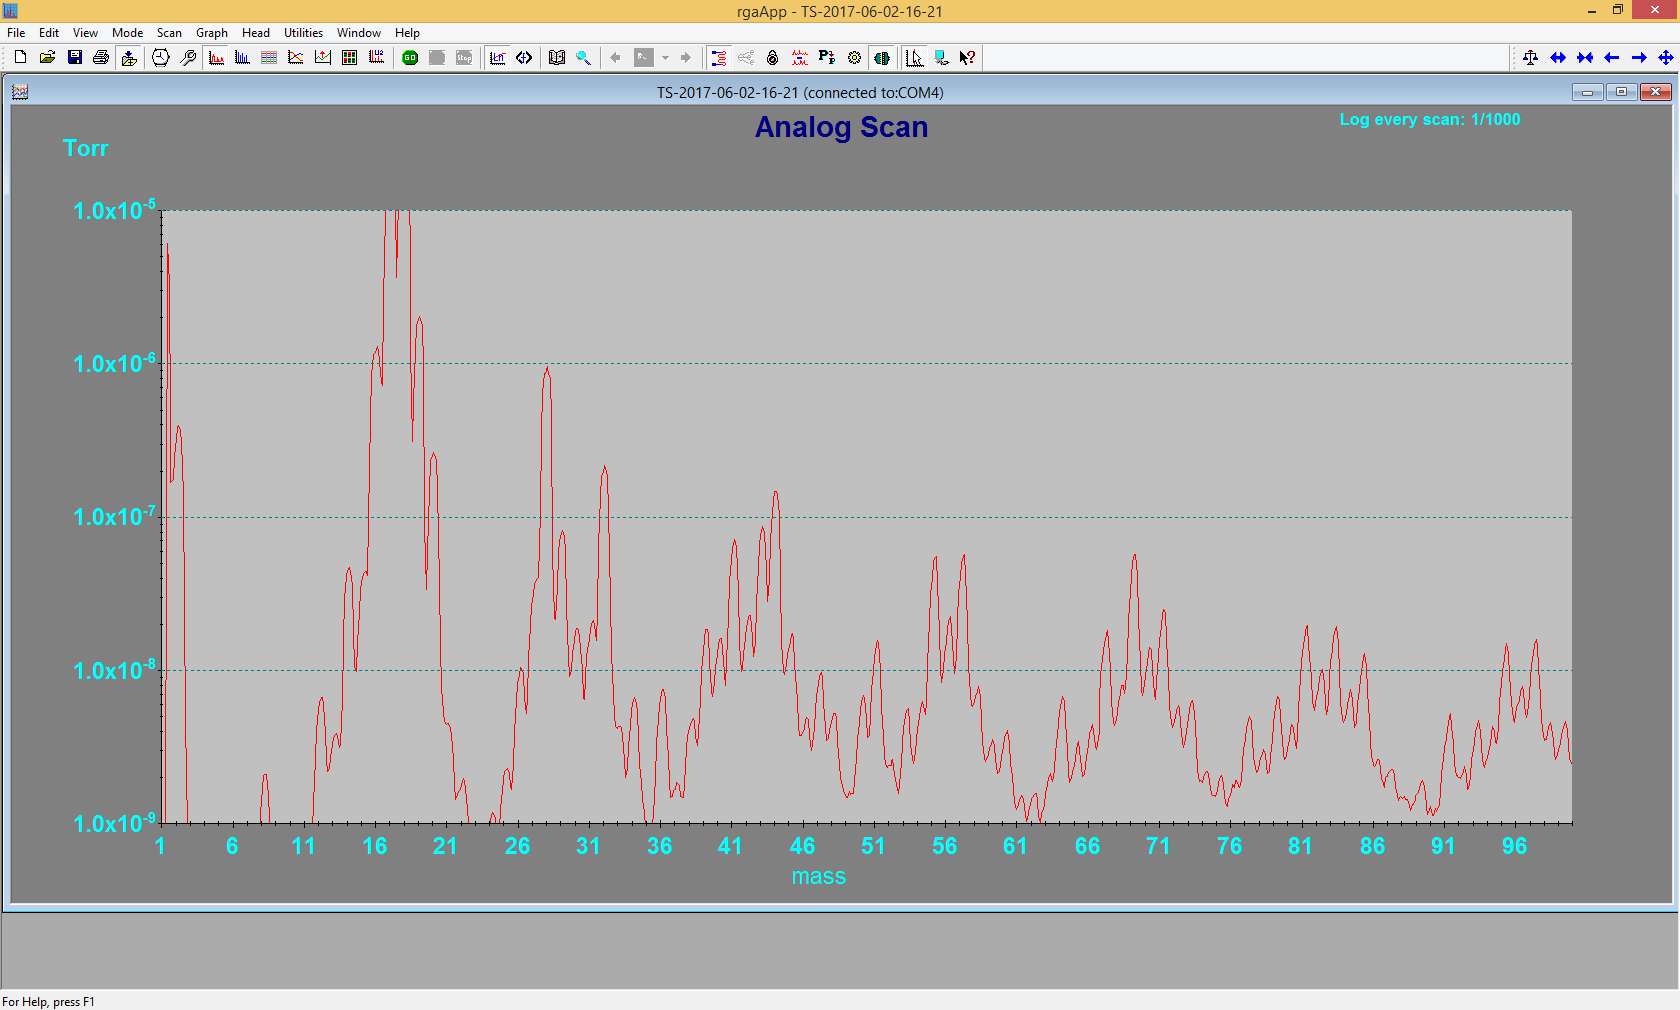 rgaApp - TS-2017-06-02-16-21
File Edit View Mode Scan Graph Head Utilities Window Help
GO Stop
TS-2017-06-02-16-21 (connected to:COM4)
Analog Scan
Log every scan: 1/1000
Torr
1.0x10-5
1.0x10-6
1.0x10-7
1.0x10-8
1.0x10-9
1 6 11 16 21 26 31 36 41 46 51 56 61 66 71 76 81 86 91 96
mass
For Help, press F1